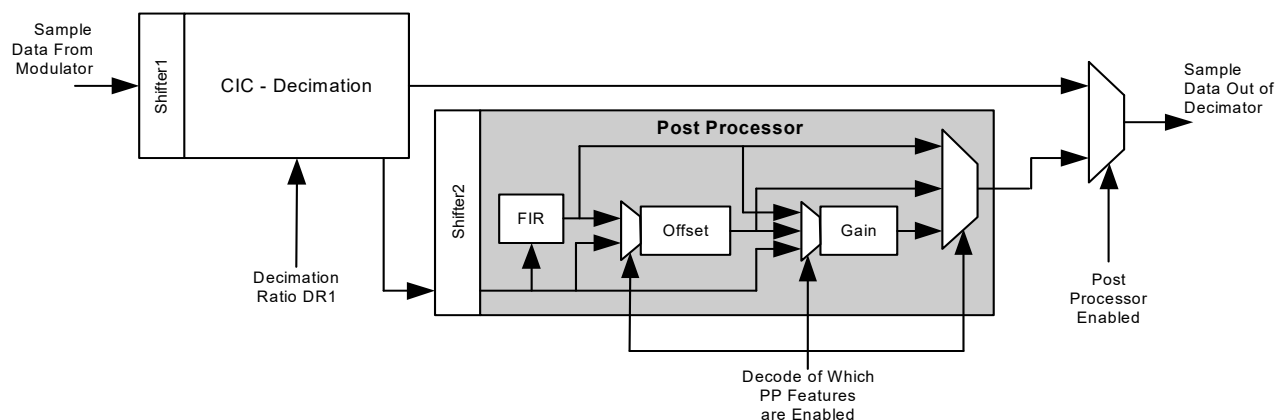 Sample
Data From
Modulator
Shifter1
CIC - Decimation
Sample
Data Out of
Decimator
Post Processor
Shifter2
FIR
Offset
Gain
Decimation
Ratio DR1
Post
Processor
Enabled
Decode of Which
PP Features
are Enabled